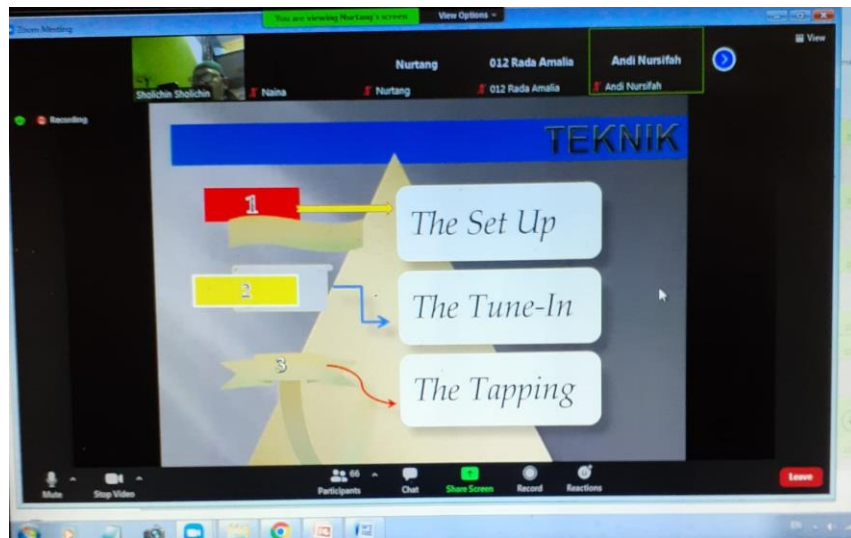 Zoom Meeting
You are viewing Nurtang's screen
View Options
View
Nurtang
012 Rada Amalia
Andi Nursifah
Sholichin Sholichin
Naina
Nurtang
012 Rada Amalia
Andi Nursifah
Recording
TEKNIK
1
The Set Up
2
The Tune-In
3
The Tapping
Mute
Stop Video
66
Participants
Chat
Share Screen
Record
Reactions
Leave